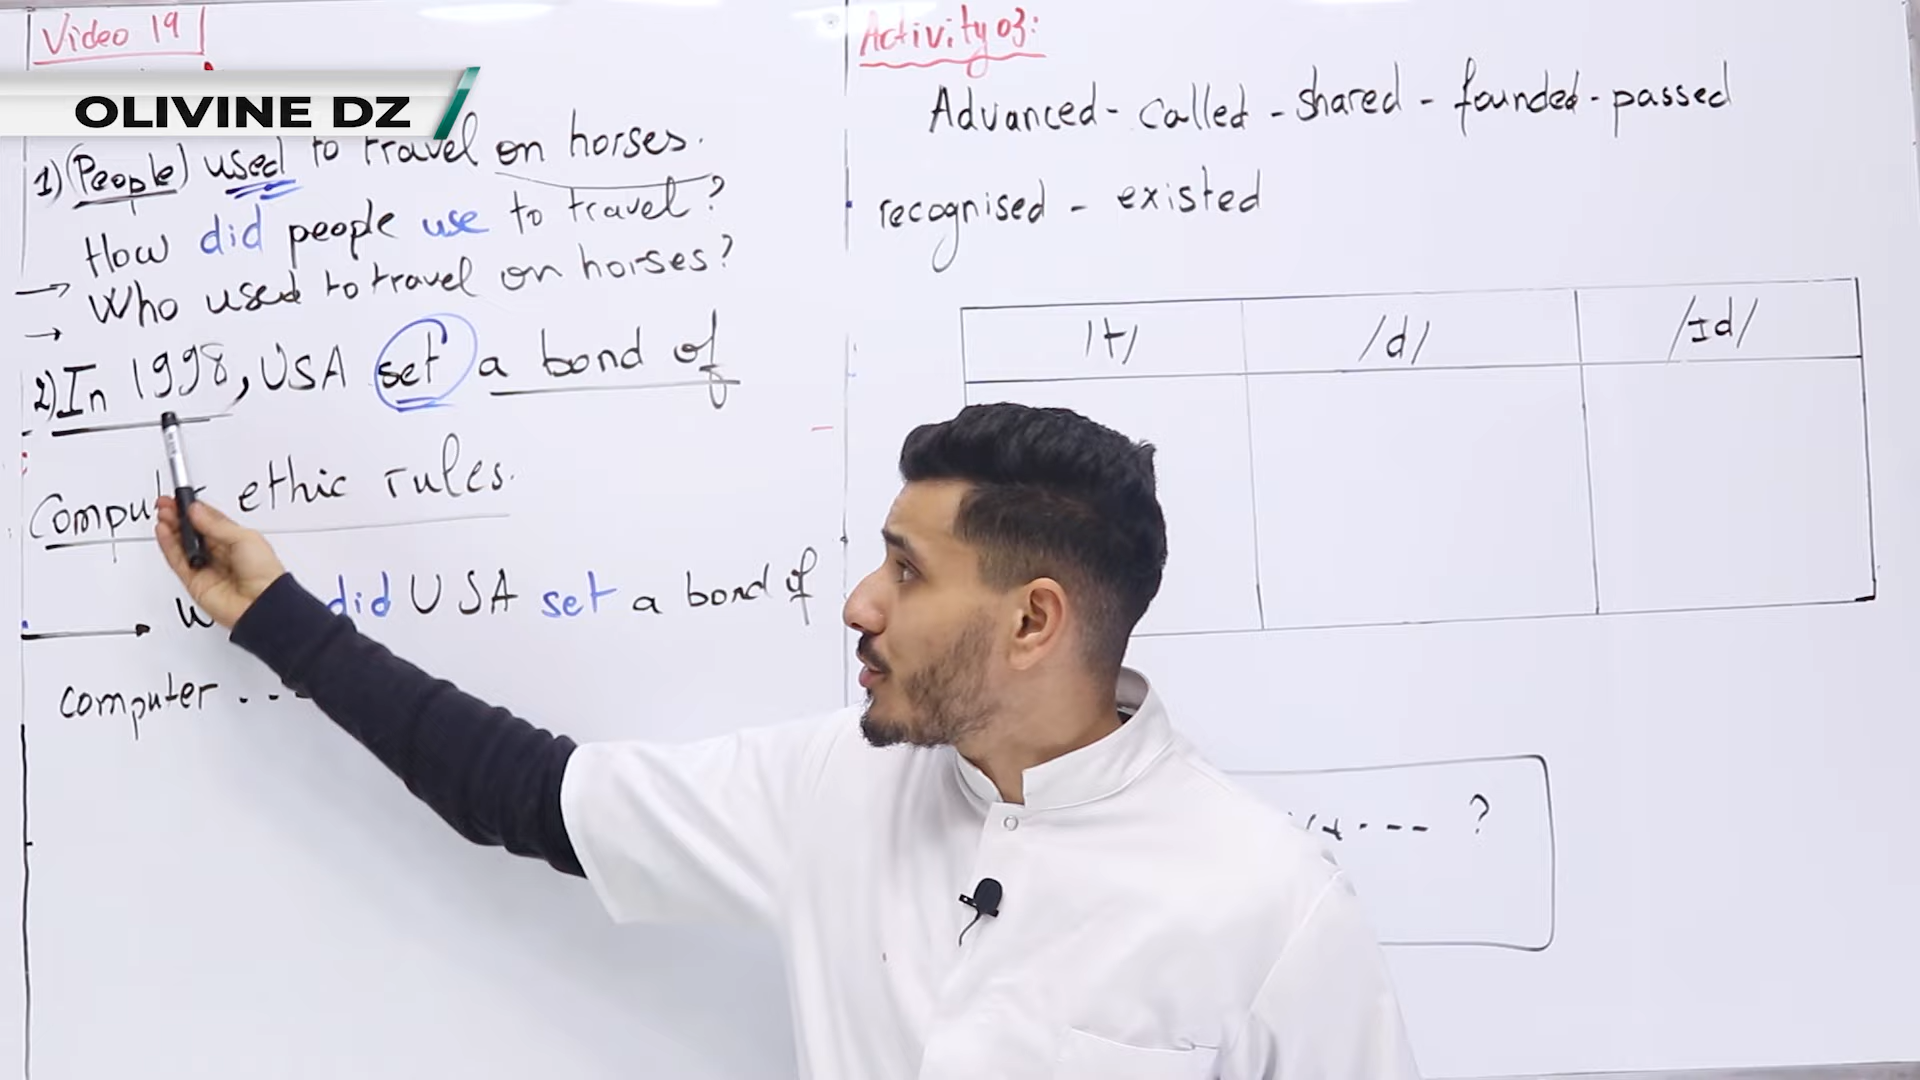 Video 19
OLIVINE DZ
1) (People) used to travel on horses.
How did people use to travel?
→ Who used to travel on horses?
→
2) In 1998, USA set a bond of
Computer ethic rules.
did USA set a bond of
computer . . -
Activity 03:
Advanced - called - shared - founded - passed
recognised - existed
/t/ /d/ /Id/
- - - ?